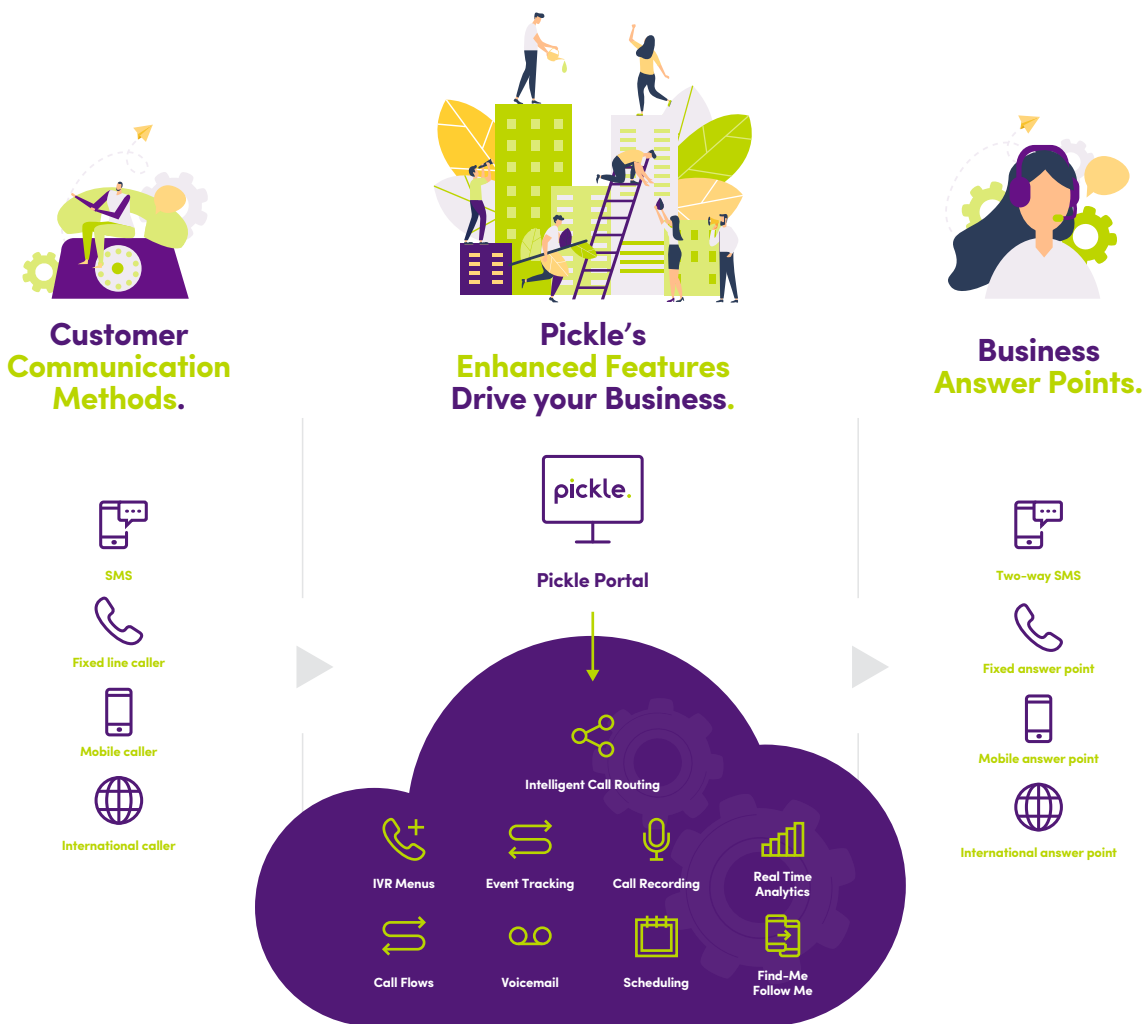 Customer
Communication
Methods.
SMS
Fixed line caller
Mobile caller
International caller
Pickle’s
Enhanced Features
Drive your Business.
pickle.
Pickle Portal
Intelligent Call Routing
IVR Menus
Event Tracking
Call Recording
Real Time
Analytics
Call Flows
Voicemail
Scheduling
Find-Me
Follow Me
Business
Answer Points.
Two-way SMS
Fixed answer point
Mobile answer point
International answer point